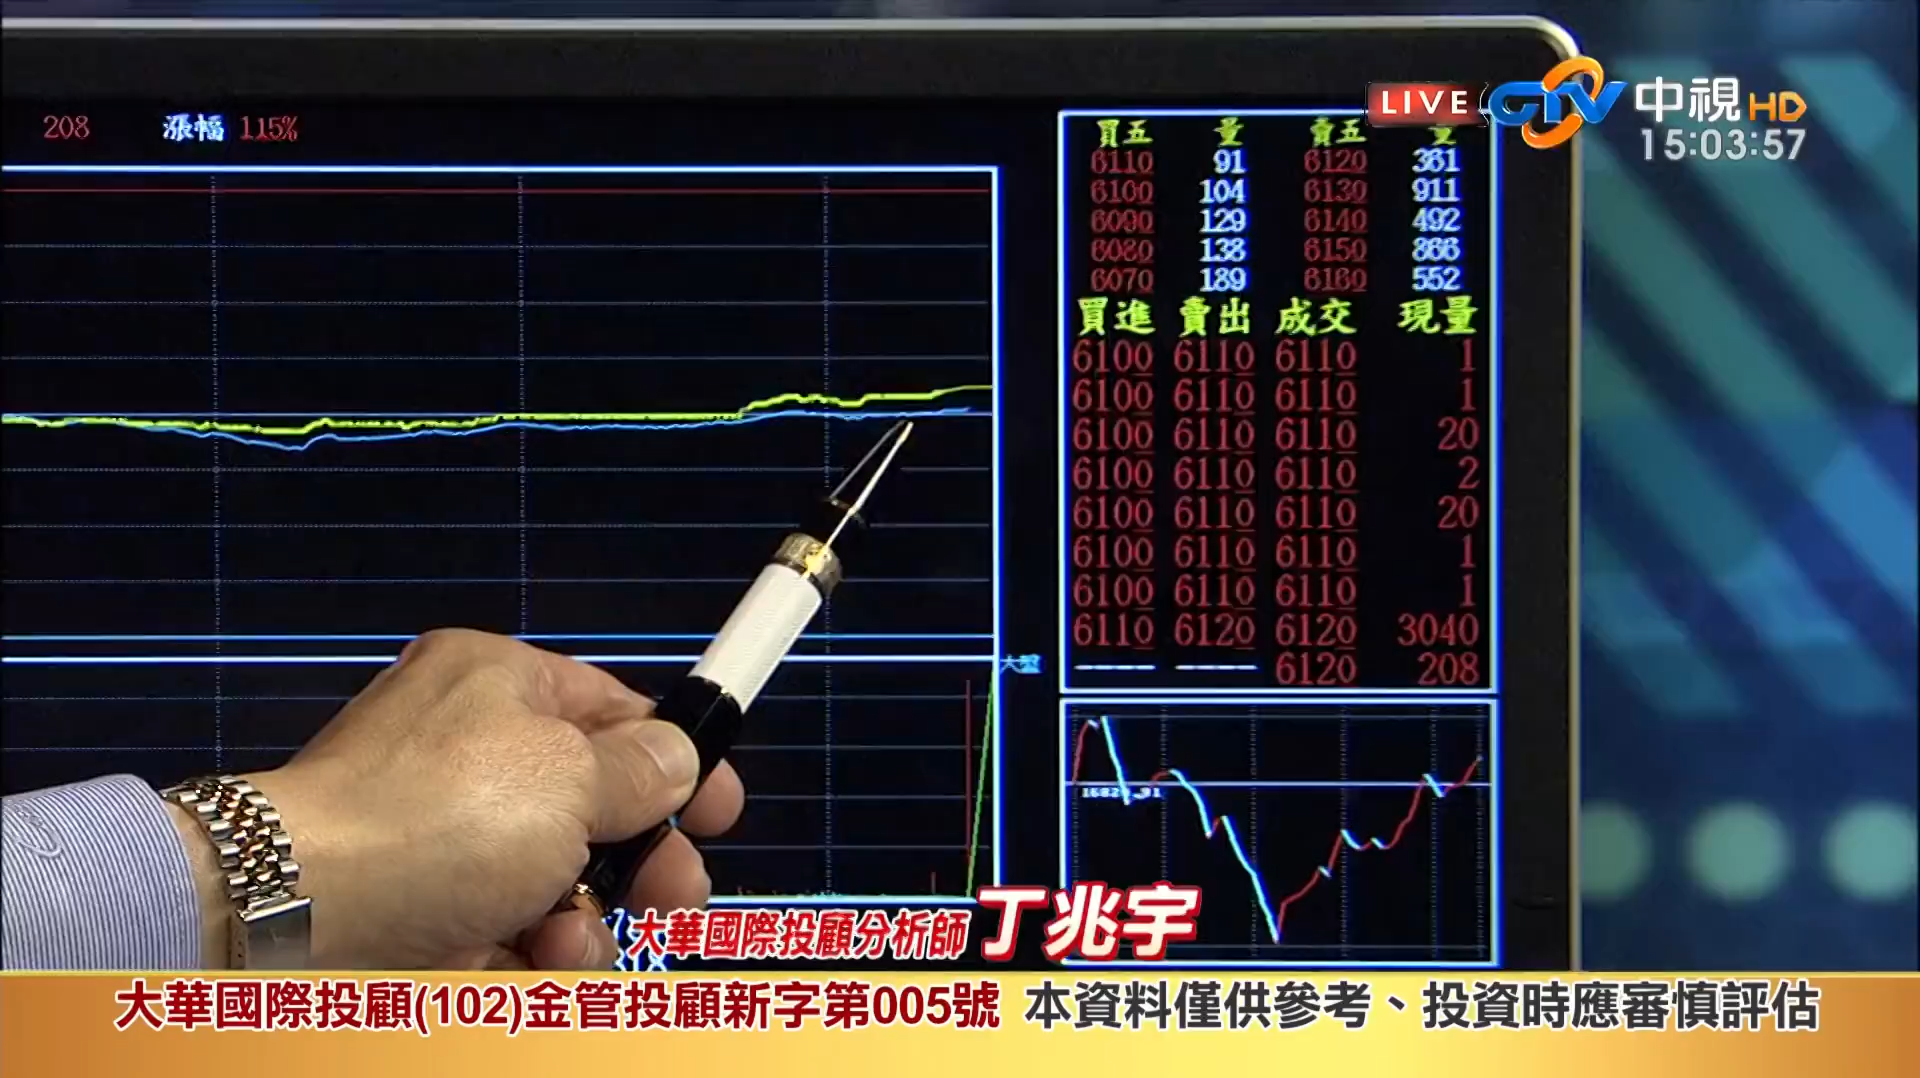 LIVE CTV 中視 HD
15:03:57
208 漲幅 1.15%
買五 量 賣五 量
6110 91 6120 361
6100 104 6130 911
6090 129 6140 492
6080 138 6150 866
6070 189 6160 552
買進 賣出 成交 現量
6100 6110 6110 1
6100 6110 6110 1
6100 6110 6110 20
6100 6110 6110 2
6100 6110 6110 20
6100 6110 6110 1
6100 6110 6110 1
6110 6120 6120 3040
---- ---- 6120 208
大盤
大華國際投顧分析師 丁兆宇
大華國際投顧(102)金管投顧新字第005號 本資料僅供參考、投資時應審慎評估